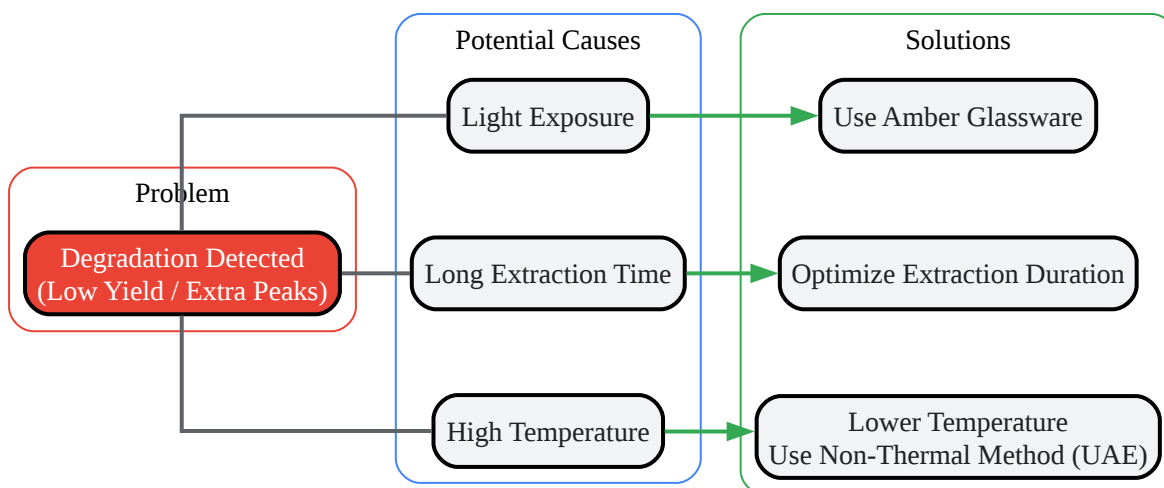 Potential Causes
Solutions
Light Exposure
Use Amber Glassware
Problem
Degradation Detected
(Low Yield / Extra Peaks)
Long Extraction Time
Optimize Extraction Duration
High Temperature
Lower Temperature
Use Non-Thermal Method (UAE)